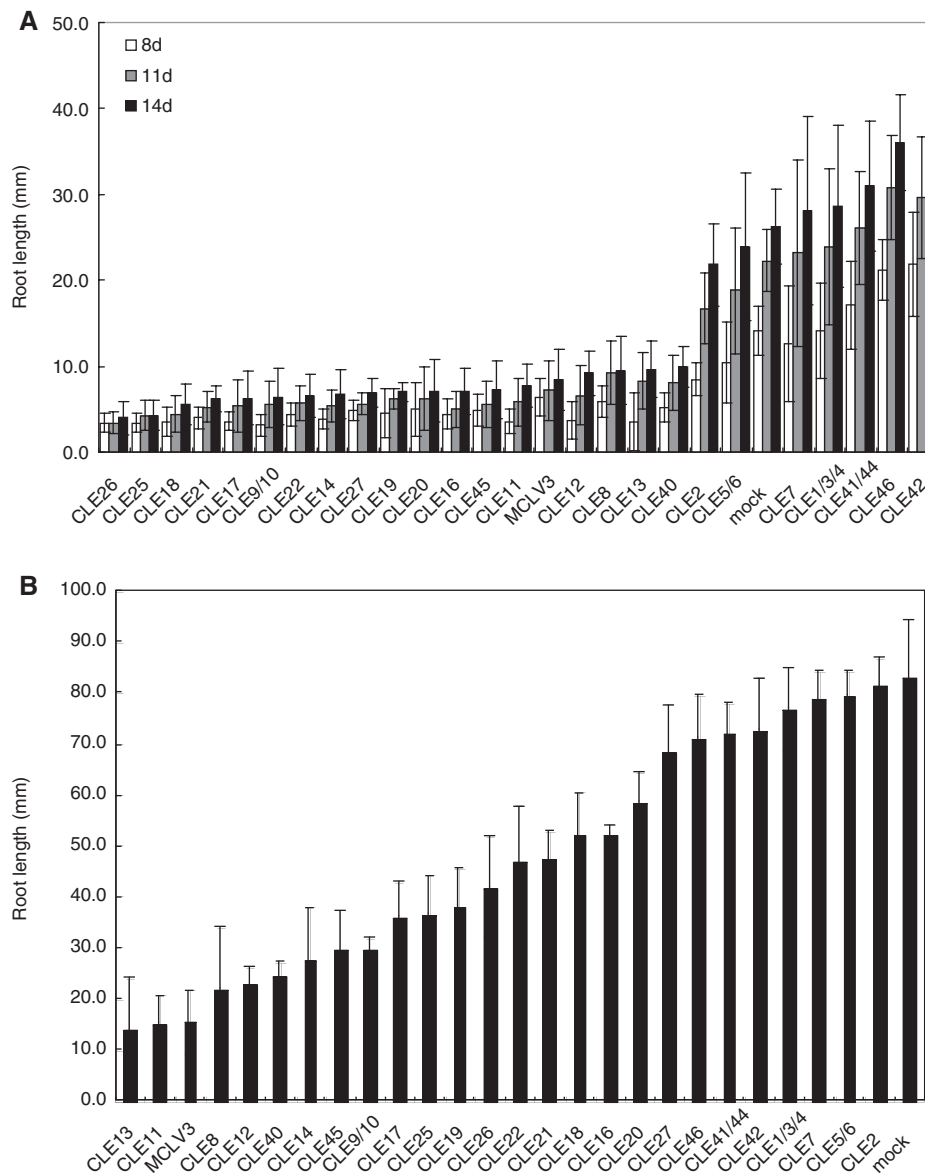 A
50.0
40.0
30.0
20.0
10.0
0.0
Root length (mm)
8d
11d
14d
CLE26
CLE25
CLE18
CLE21
CLE17
CLE9/10
CLE22
CLE14
CLE27
CLE19
CLE20
CLE16
CLE45
CLE11
MCLV3
CLE12
CLE8
CLE13
CLE40
CLE2
CLE5/6
mock
CLE7
CLE1/3/4
CLE41/44
CLE46
CLE42
B
100.0
90.0
80.0
70.0
60.0
50.0
40.0
30.0
20.0
10.0
0.0
Root length (mm)
CLE13
CLE11
MCLV3
CLE8
CLE12
CLE40
CLE14
CLE45
CLE9/10
CLE17
CLE25
CLE19
CLE26
CLE22
CLE21
CLE18
CLE16
CLE20
CLE27
CLE46
CLE41/44
CLE42
CLE1/3/4
CLE7
CLE5/6
CLE2
mock